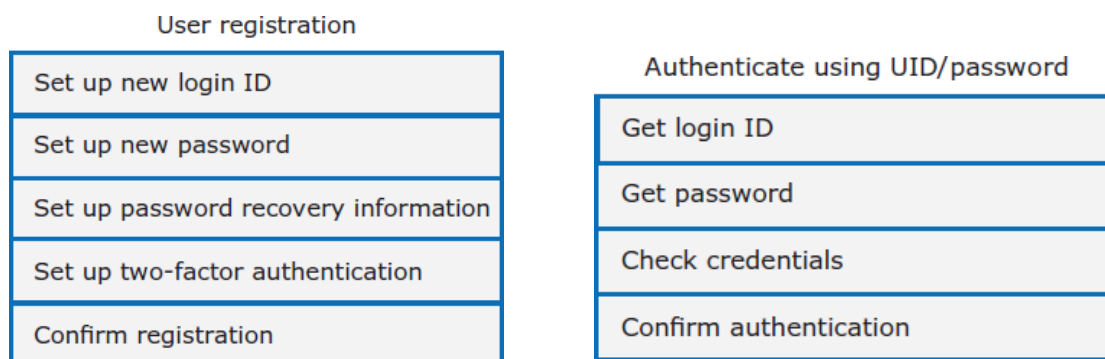 User registration
Set up new login ID
Set up new password
Set up password recovery information
Set up two-factor authentication
Confirm registration
Authenticate using UID/password
Get login ID
Get password
Check credentials
Confirm authentication